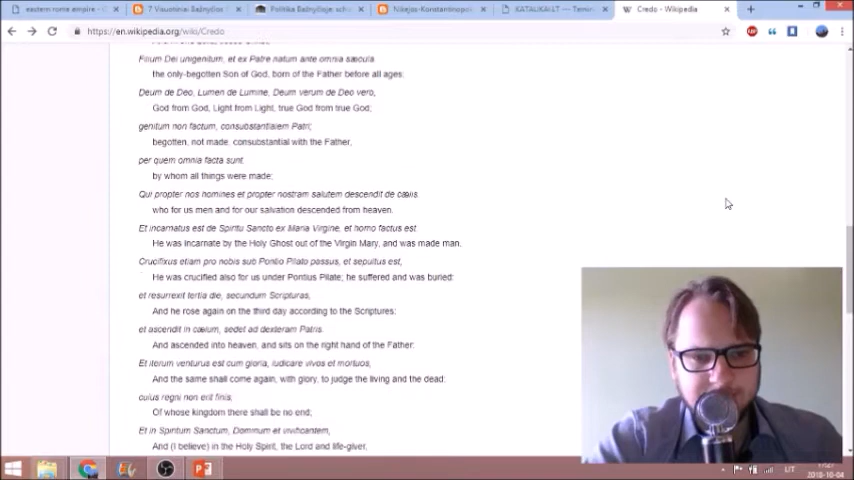 eastern rome empire -
7 Visuotiniai Bažnyčios
Politika Bažnyčioje: sch
Nikėjos-Konstantinopol
KATALIKAI.LT — Temin
Credo - Wikipedia
https://en.wikipedia.org/wiki/Credo
Filium Dei unigenitum, et ex Patre natum ante omnia sæcula.
the only-begotten Son of God, born of the Father before all ages:
Deum de Deo, Lumen de Lumine, Deum verum de Deo vero,
God from God, Light from Light, true God from true God;
genitum non factum, consubstantialem Patri;
begotten, not made, consubstantial with the Father,
per quem omnia facta sunt.
by whom all things were made;
Qui propter nos homines et propter nostram salutem descendit de cælis.
who for us men and for our salvation descended from heaven.
Et incarnatus est de Spiritu Sancto ex Maria Virgine, et homo factus est.
He was incarnate by the Holy Ghost out of the Virgin Mary, and was made man.
Crucifixus etiam pro nobis sub Pontio Pilato passus, et sepultus est,
He was crucified also for us under Pontius Pilate; he suffered and was buried:
et resurrexit tertia die, secundum Scripturas,
And he rose again on the third day according to the Scriptures:
et ascendit in cælum, sedet ad dexteram Patris.
And ascended into heaven, and sits on the right hand of the Father:
Et iterum venturus est cum gloria, iudicare vivos et mortuos,
And the same shall come again, with glory, to judge the living and the dead:
cuius regni non erit finis;
Of whose kingdom there shall be no end;
Et in Spiritum Sanctum, Dominum et vivificantem,
And (I believe) in the Holy Spirit, the Lord and life-giver,
LIT
2018-10-04